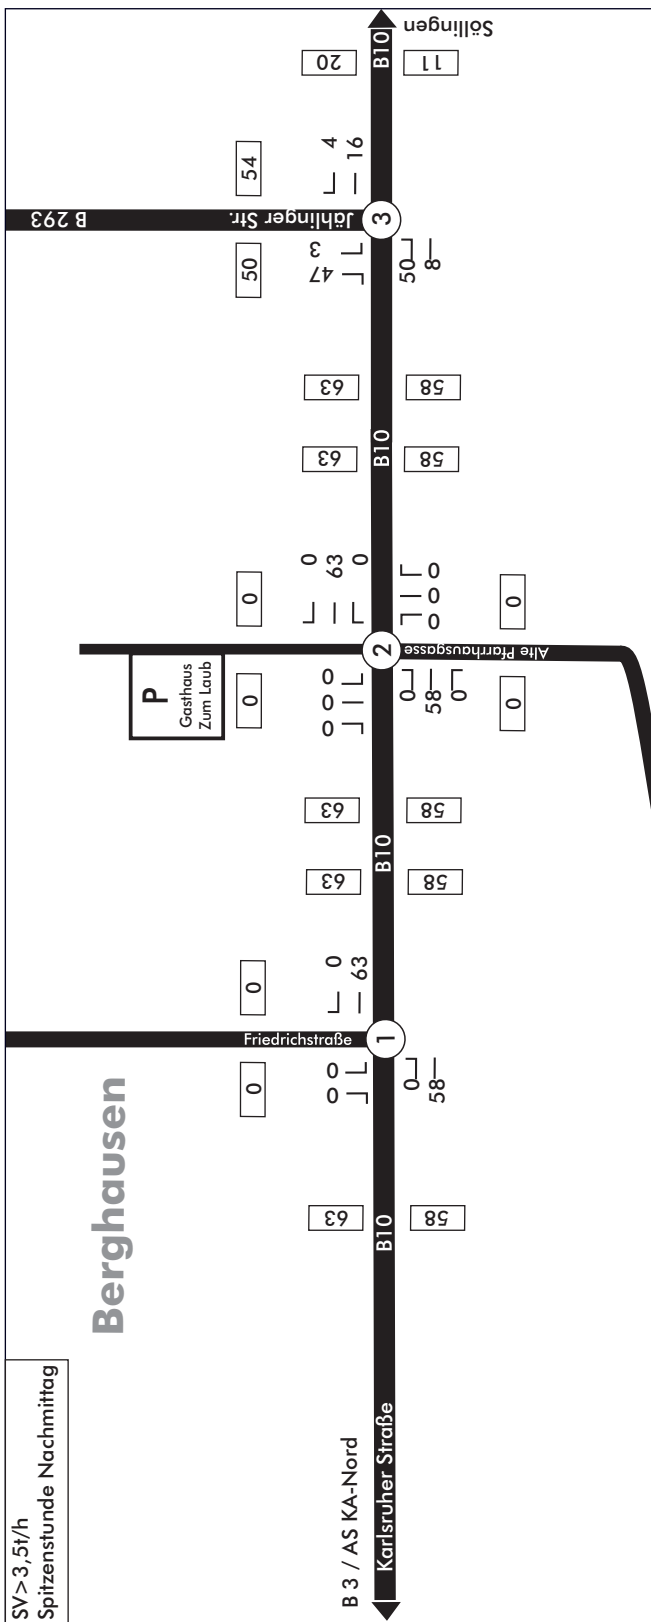 Söllingen
B10
20
11
54
4
16
B 293
Jählinger Str.
3
50
3
47
50
8
63
58
B10
63
58
0
0
63
0
0
0
0
0
2
Alte Pfarrhausgasse
P
Gasthaus
Zum Laub
0
0
0
0
0
58
0
0
63
58
B10
63
58
0
0
63
Friedrichstraße
1
0
0
0
0
58
Berghausen
63
58
B10
SV>3,5t/h
Spitzenstunde Nachmittag
B 3 / AS KA-Nord
Karlsruher Straße